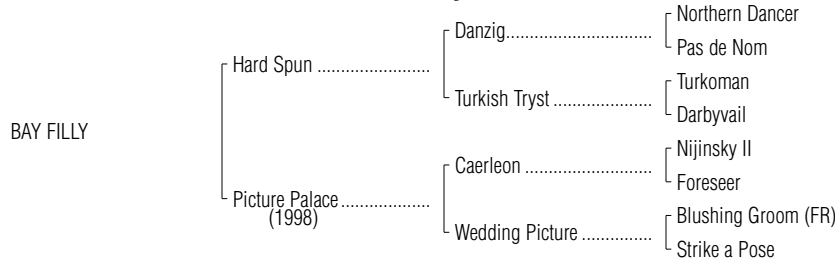 Northern Dancer
Danzig..............................
Pas de Nom
Hard Spun ........................
Turkoman
Turkish Tryst .....................
Darbyvail
BAY FILLY
Nijinsky II
Caerleon ...........................
Foreseer
Picture Palace...................
(1998)
Blushing Groom (FR)
Wedding Picture ...............
Strike a Pose